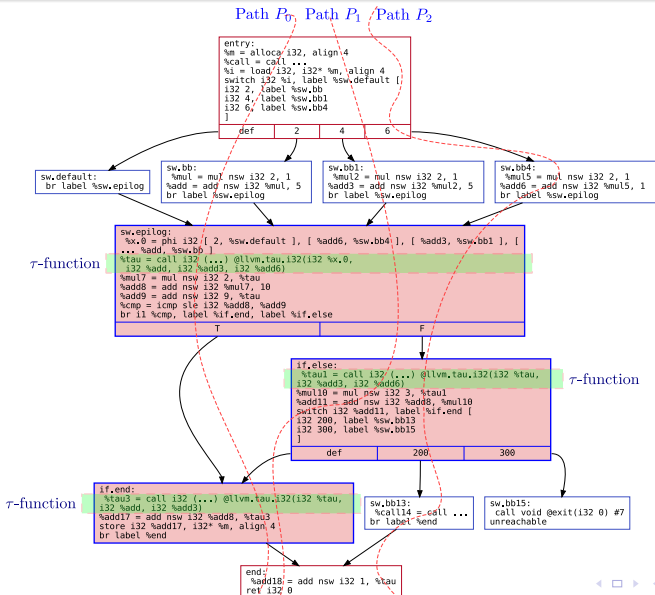 Path P0 Path P1 Path P2
entry:
%m = alloca i32, align 4
%call = call ...
%i = load i32, i32* %m, align 4
switch i32 %i, label %sw.default [
i32 2, label %sw.bb
i32 4, label %sw.bb1
i32 6, label %sw.bb4
]
def 2 4 6
sw.default:
br label %sw.epilog
sw.bb:
%mul = mul nsw i32 2, 1
%add = add nsw i32 %mul, 5
br label %sw.epilog
sw.bb1:
%mul2 = mul nsw i32 2, 1
%add3 = add nsw i32 %mul2, 5
br label %sw.epilog
sw.bb4:
%mul5 = mul nsw i32 2, 1
%add6 = add nsw i32 %mul5, 1
br label %sw.epilog
sw.epilog:
%x.0 = phi i32 [ 2, %sw.default ], [ %add6, %sw.bb4 ], [ %add3, %sw.bb1 ], [
... %add, %sw.bb ]
τ-function
%tau = call i32 (...) @llvm.tau.i32(i32 %x.0,
i32 %add, i32 %add3, i32 %add6)
%mul7 = mul nsw i32 2, %tau
%add8 = add nsw i32 %mul7, 10
%add9 = add nsw i32 9, %tau
%cmp = icmp sle i32 %add8, %add9
br i1 %cmp, label %if.end, label %if.else
T F
if.else:
%tau1 = call i32 (...) @llvm.tau.i32(i32 %tau,
i32 %add3, i32 %add6)
τ-function
%mul10 = mul nsw i32 3, %tau1
%add11 = add nsw i32 %add8, %mul10
switch i32 %add11, label %if.end [
i32 200, label %sw.bb13
i32 300, label %sw.bb15
]
def 200 300
if.end:
τ-function
%tau3 = call i32 (...) @llvm.tau.i32(i32 %tau,
i32 %add, i32 %add3)
%add17 = add nsw i32 %add8, %tau3
store i32 %add17, i32* %m, align 4
br label %end
sw.bb13:
%call14 = call ...
br label %end
sw.bb15:
call void @exit(i32 0) #7
unreachable
end:
%add18 = add nsw i32 1, %tau
ret i32 0